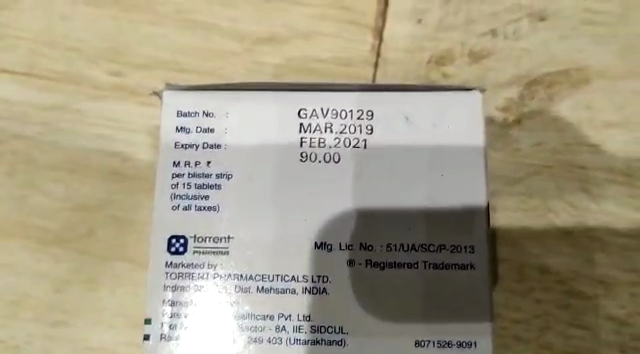 Batch No. : GAV90129
Mfg. Date : MAR.2019
Expiry Date : FEB.2021
M.R.P. ₹ 90.00
per blister strip
of 15 tablets
(Inclusive
of all taxes)
torrent
PHARMA
Mfg. Lic. No. : 51/UA/SC/P-2013
® - Registered Trademark
Marketed by :
TORRENT PHARMACEUTICALS LTD.
Dist. Mehsana, INDIA.
Healthcare Pvt. Ltd.
Sector - 8A, IIE, SIDCUL,
249 403 (Uttarakhand).
8071526-9091